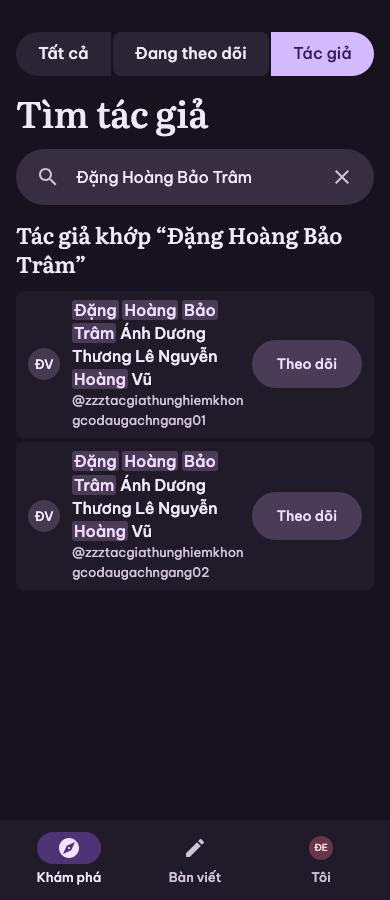 Tất cả
Đang theo dõi
Tác giả
Tìm tác giả
Đặng Hoàng Bảo Trâm
Tác giả khớp “Đặng Hoàng Bảo
Trâm”
ĐV
Đặng Hoàng Bảo
Trâm Ánh Dương
Thương Lê Nguyễn
Hoàng Vũ
@zzztacgiathunghiemkhon
gcodaugachngang01
Theo dõi
ĐV
Đặng Hoàng Bảo
Trâm Ánh Dương
Thương Lê Nguyễn
Hoàng Vũ
@zzztacgiathunghiemkhon
gcodaugachngang02
Theo dõi
Khám phá
Bàn viết
ĐE
Tôi